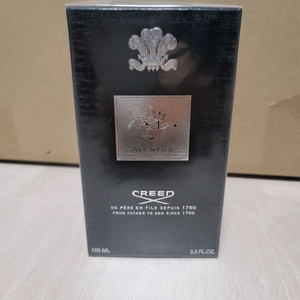 AVENTUS
CREED
DE PÈRE EN FILS DEPUIS 1760
FROM FATHER TO SON SINCE 1760
100 ML
3.3 FL.OZ.